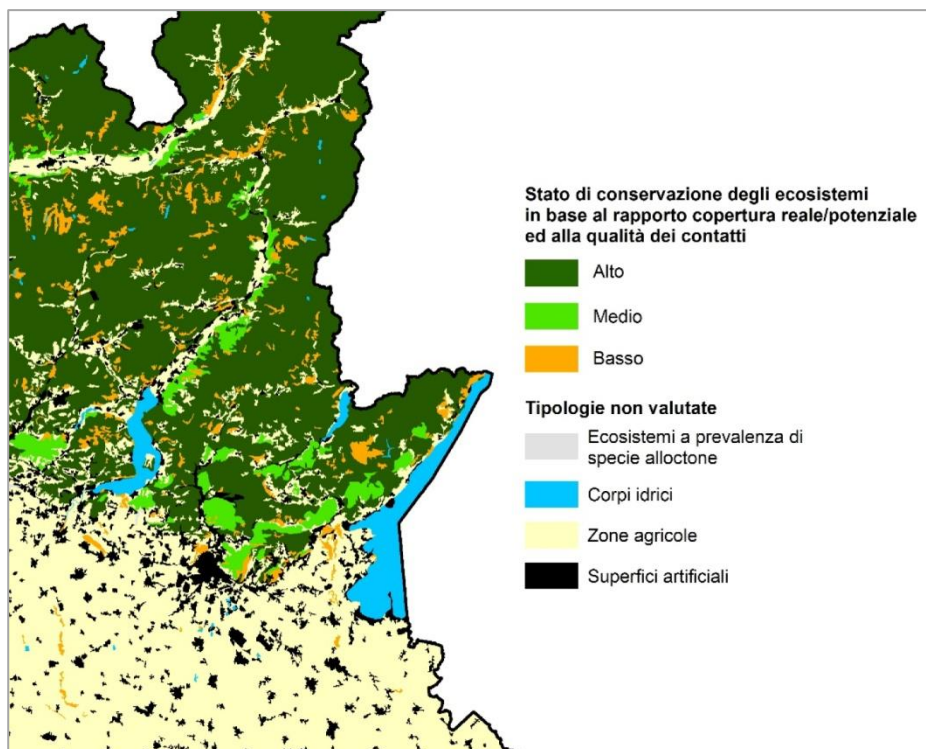 Stato di conservazione degli ecosistemi
in base al rapporto copertura reale/potenziale
ed alla qualità dei contatti
Alto
Medio
Basso
Tipologie non valutate
Ecosistemi a prevalenza di
specie alloctone
Corpi idrici
Zone agricole
Superfici artificiali